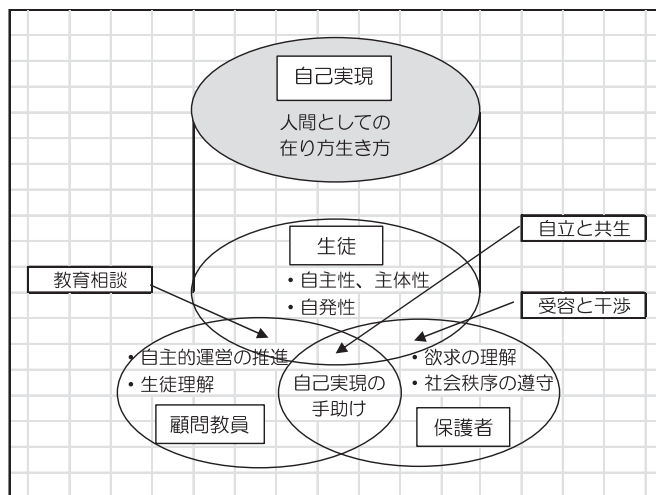 自己実現
人間としての
在り方生き方
自立と共生
生徒
教育相談
・自主性、主体性
・自発性
受容と干渉
・自主的運営の推進
・生徒理解
・欲求の理解
・社会秩序の遵守
自己実現の
手助け
顧問教員
保護者